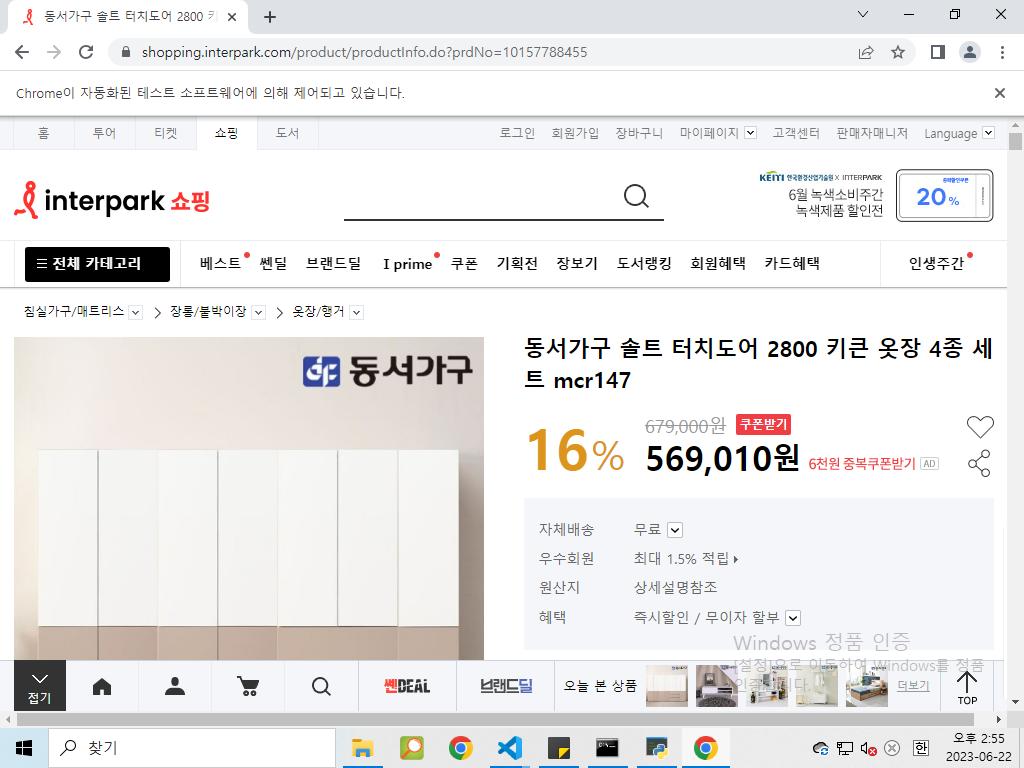 동서가구 솔트 터치도어 2800 키
shopping.interpark.com/product/productInfo.do?prdNo=10157788455
Chrome이 자동화된 테스트 소프트웨어에 의해 제어되고 있습니다.
홈 투어 티켓 쇼핑 도서 로그인 회원가입 장바구니 마이페이지 고객센터 판매자매니저 Language
interpark 쇼핑
KEITI 한국환경산업기술원 X INTERPARK
6월 녹색소비주간
녹색제품 할인전
20%
전체 카테고리 베스트 쎈딜 브랜드딜 I prime 쿠폰 기획전 장보기 도서랭킹 회원혜택 카드혜택 인생주간
침실가구/매트리스 장롱/붙박이장 옷장/행거
동서가구
동서가구 솔트 터치도어 2800 키큰 옷장 4종 세
트 mcr147
16%
679,000원 쿠폰받기
569,010원 6천원 중복쿠폰받기 AD
자체배송 무료
우수회원 최대 1.5% 적립
원산지 상세설명참조
혜택 즉시할인 / 무이자 할부
Windows 정품 인증
[설정]으로 이동하여 Windows를 정품
인증합니다.
접기
쎈DEAL
브랜드딜
오늘 본 상품
더보기
TOP
찾기
한
오후 2:55
2023-06-22